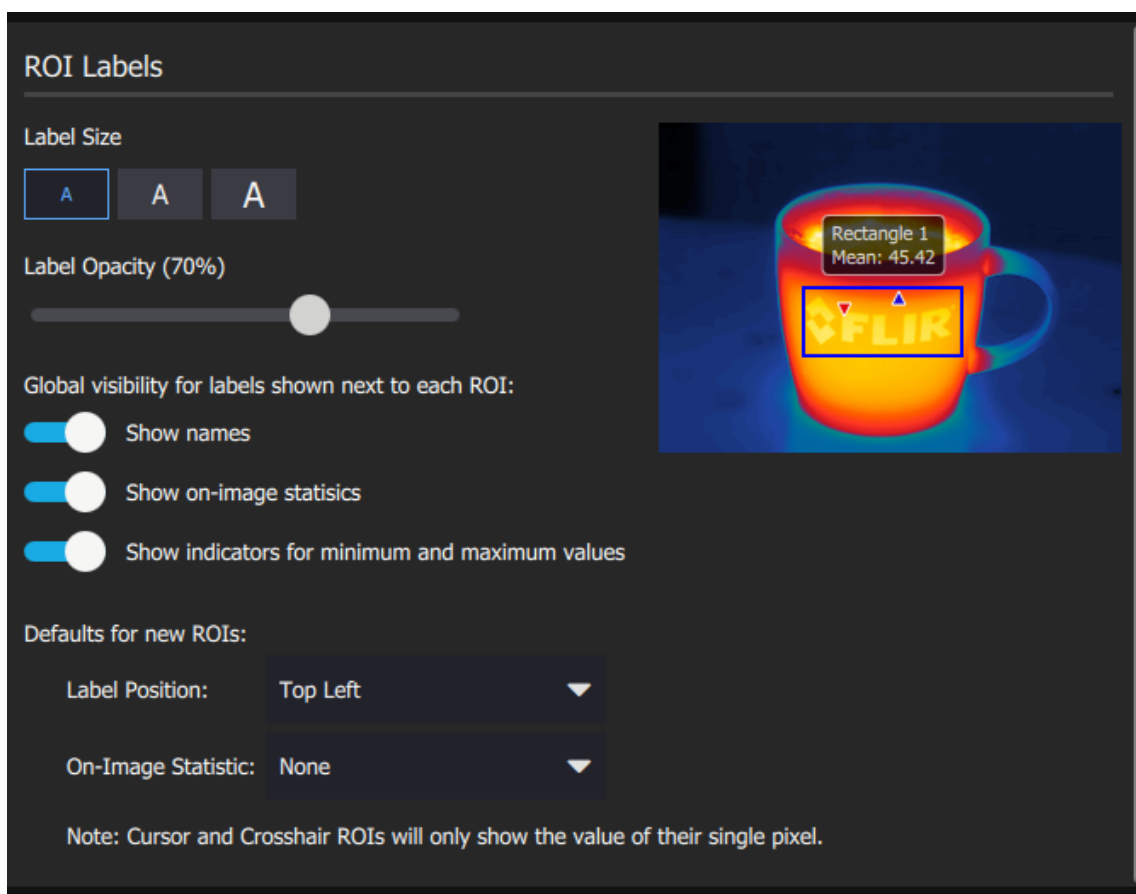 ROI Labels
Label Size
A A A
Label Opacity (70%)
Global visibility for labels shown next to each ROI:
Show names
Show on-image statisics
Show indicators for minimum and maximum values
Defaults for new ROIs:
Label Position: Top Left
On-Image Statistic: None
Note: Cursor and Crosshair ROIs will only show the value of their single pixel.
Rectangle 1
Mean: 45.42
FLIR